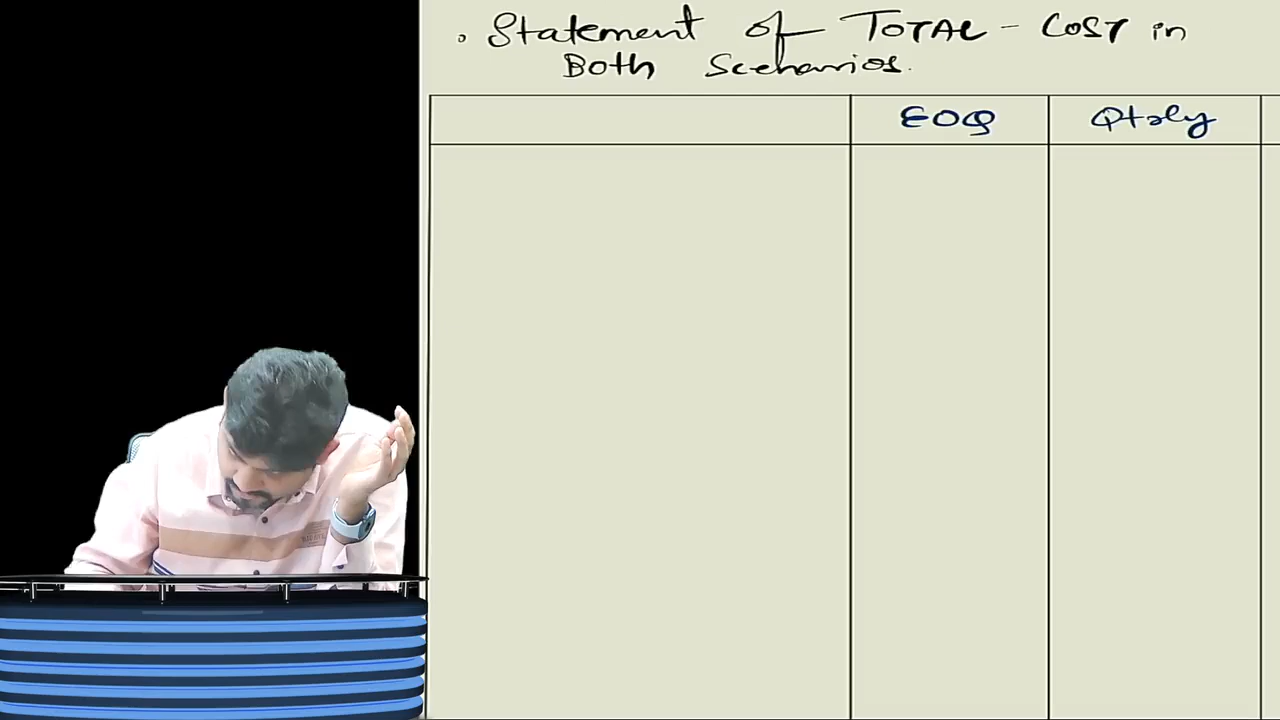 . Statement of TOTAL - COST in
Both Scenarios.
EOQ
Qtrly